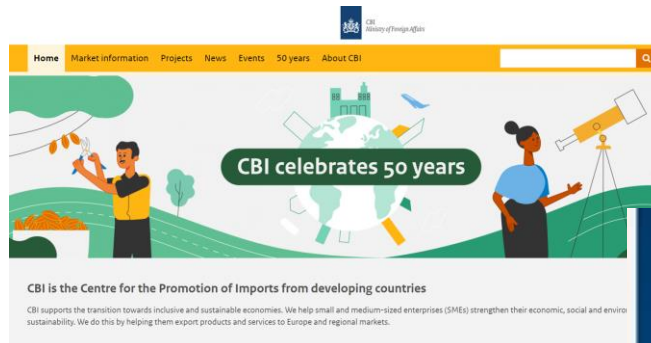 CBI
Ministry of Foreign Affairs
Home Market information Projects News Events 50 years About CBI
CBI celebrates 50 years
CBI is the Centre for the Promotion of Imports from developing countries
CBI supports the transition towards inclusive and sustainable economies. We help small and medium-sized enterprises (SMEs) strengthen their economic, social and enviro
sustainability. We do this by helping them export products and services to Europe and regional markets.